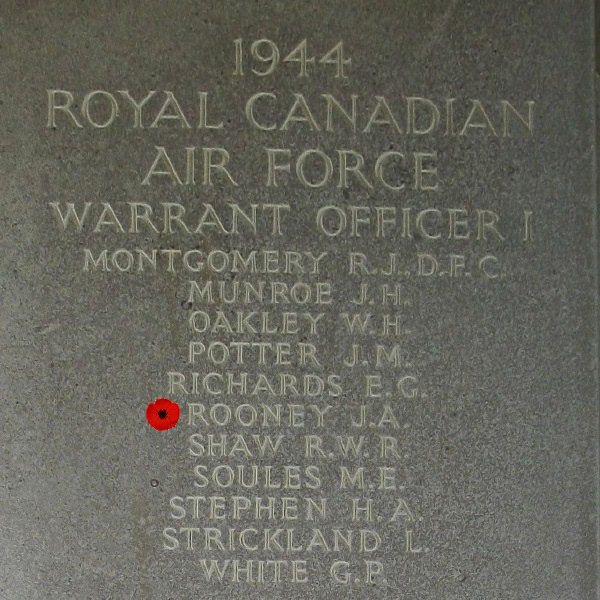 1944
ROYAL CANADIAN
AIR FORCE
WARRANT OFFICER I
MONTGOMERY R.J., D.F.C.
MUNROE J.H.
OAKLEY W.H.
POTTER J.M.
RICHARDS E.G.
ROONEY J.A.
SHAW R.W.R.
SOULES M.E.
STEPHEN H.A.
STRICKLAND L.
WHITE G.P.